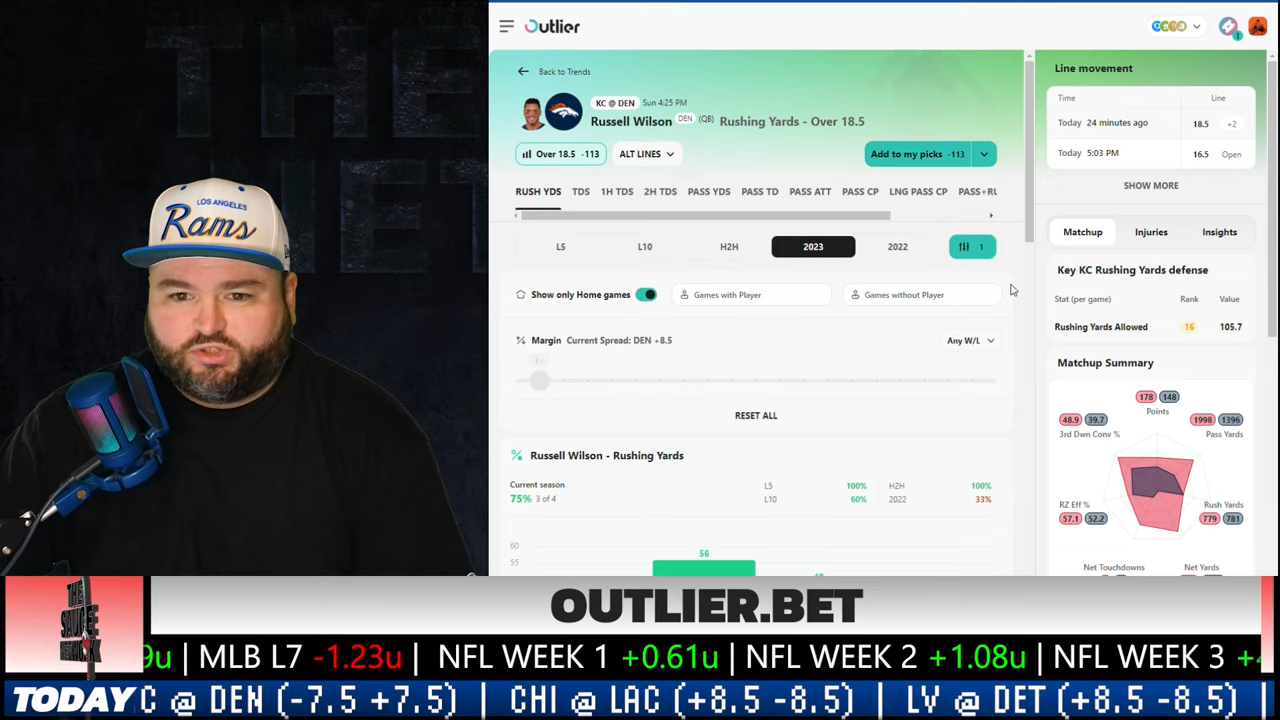 THE
THE
BET
LOS ANGELES
Rams
Outlier
1
Back to Trends
KC @ DEN Sun 4:25 PM
Russell Wilson DEN (QB) Rushing Yards - Over 18.5
Over 18.5 -113 ALT LINES
Add to my picks -113
RUSH YDS TDS 1H TDS 2H TDS PASS YDS PASS TD PASS ATT PASS CP LNG PASS CP PASS+RU
L5 L10 H2H 2023 2022 1
Show only Home games Games with Player Games without Player
Margin Current Spread: DEN +8.5 Any W/L
1+
RESET ALL
Russell Wilson - Rushing Yards
Current season
75% 3 of 4
L5 100% H2H 100%
L10 60% 2022 33%
60
55
56
Line movement
Time Line
Today 24 minutes ago 18.5 +2
Today 5:03 PM 16.5 Open
SHOW MORE
Matchup Injuries Insights
Key KC Rushing Yards defense
Stat (per game) Rank Value
Rushing Yards Allowed 16 105.7
Matchup Summary
178 148
Points
48.9 39.7
3rd Dwn Conv %
1998 1396
Pass Yards
RZ Eff %
57.1 52.2
Rush Yards
779 781
Net Touchdowns Net Yards
OUTLIER.BET
THE
9u | MLB L7 -1.23u | NFL WEEK 1 +0.61u | NFL WEEK 2 +1.08u | NFL WEEK 3 +4
TODAY C @ DEN (-7.5 +7.5) | CHI @ LAC (+8.5 -8.5) | LV @ DET (+8.5 -8.5) |